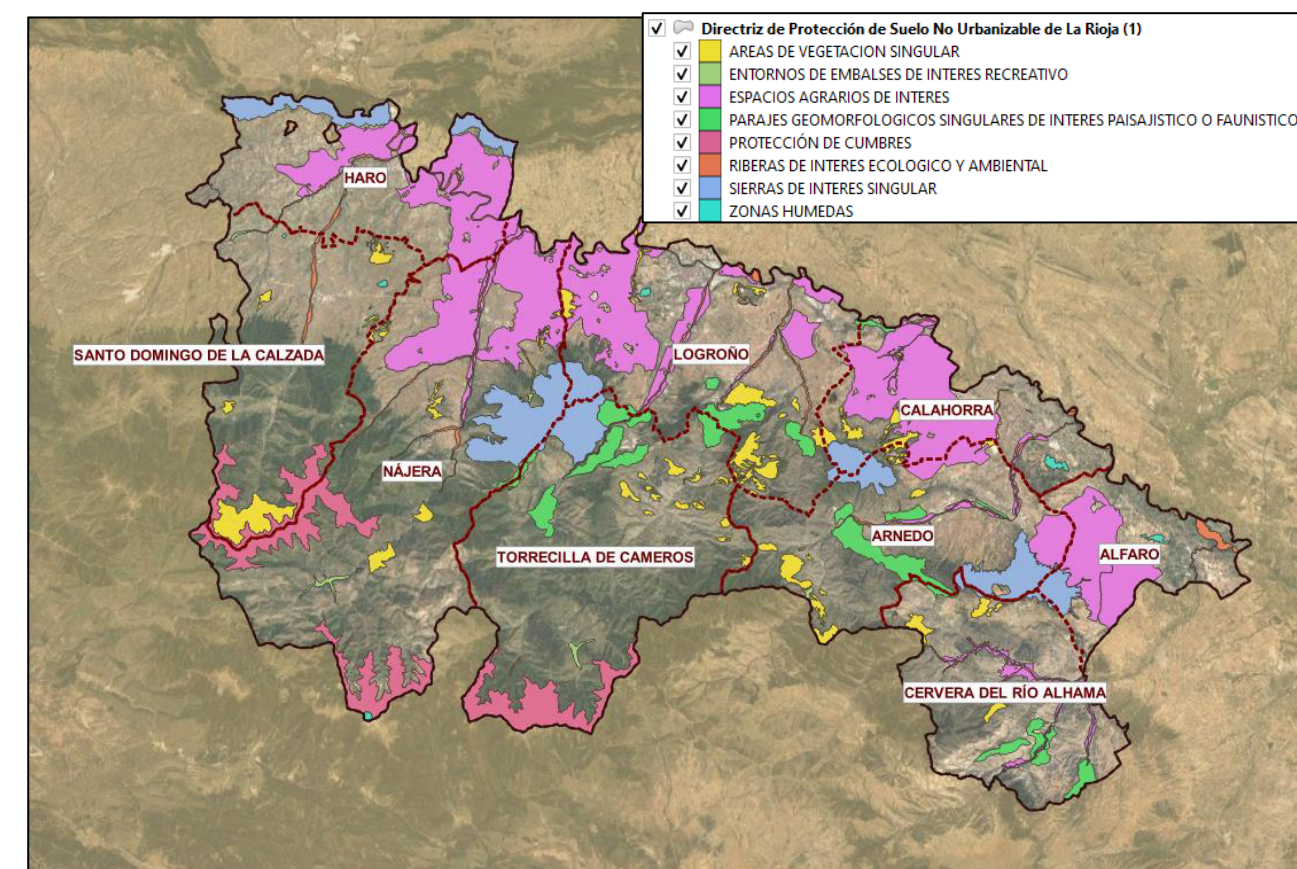 Directriz de Protección de Suelo No Urbanizable de La Rioja (1)
AREAS DE VEGETACION SINGULAR
ENTORNOS DE EMBALSES DE INTERES RECREATIVO
ESPACIOS AGRARIOS DE INTERES
PARAJES GEOMORFOLOGICOS SINGULARES DE INTERES PAISAJISTICO O FAUNISTICO
PROTECCIÓN DE CUMBRES
RIBERAS DE INTERES ECOLOGICO Y AMBIENTAL
SIERRAS DE INTERES SINGULAR
ZONAS HUMEDAS
HARO
SANTO DOMINGO DE LA CALZADA
LOGROÑO
CALAHORRA
NÁJERA
ARNEDO
ALFARO
TORRECILLA DE CAMEROS
CERVERA DEL RÍO ALHAMA